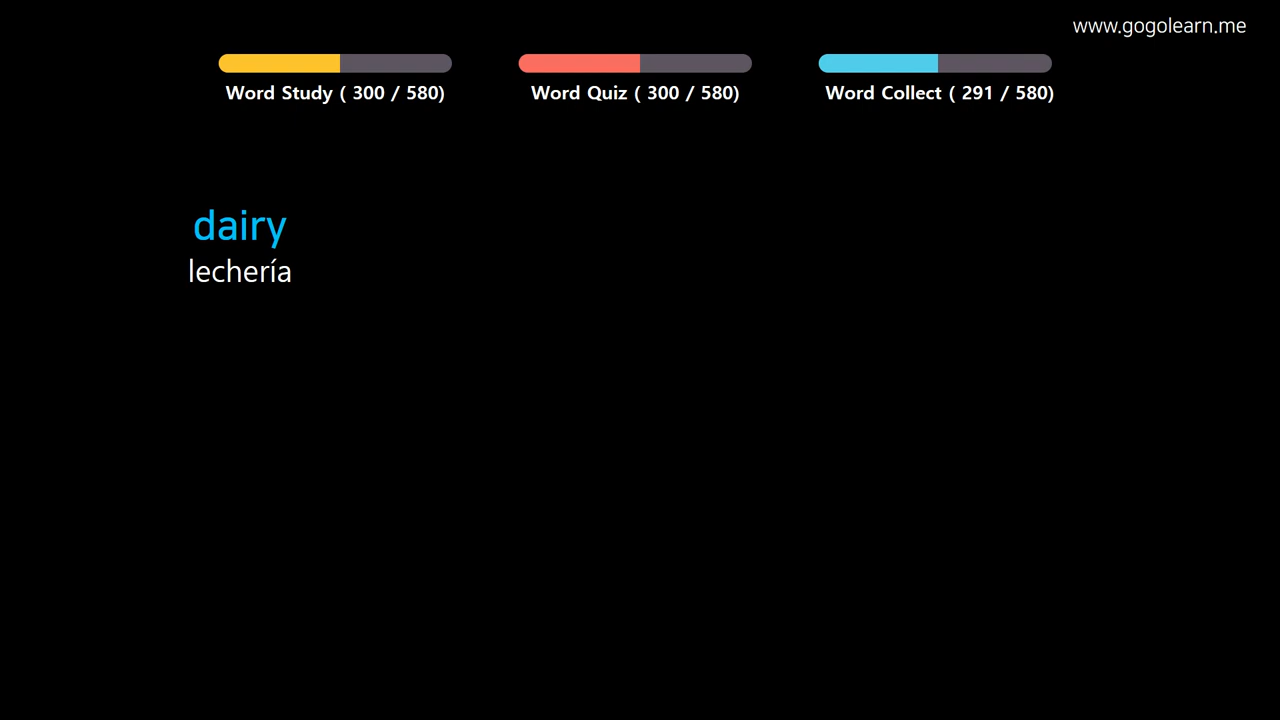 www.gogolearn.me
Word Study ( 300 / 580)
Word Quiz ( 300 / 580)
Word Collect ( 291 / 580)
dairy
lechería